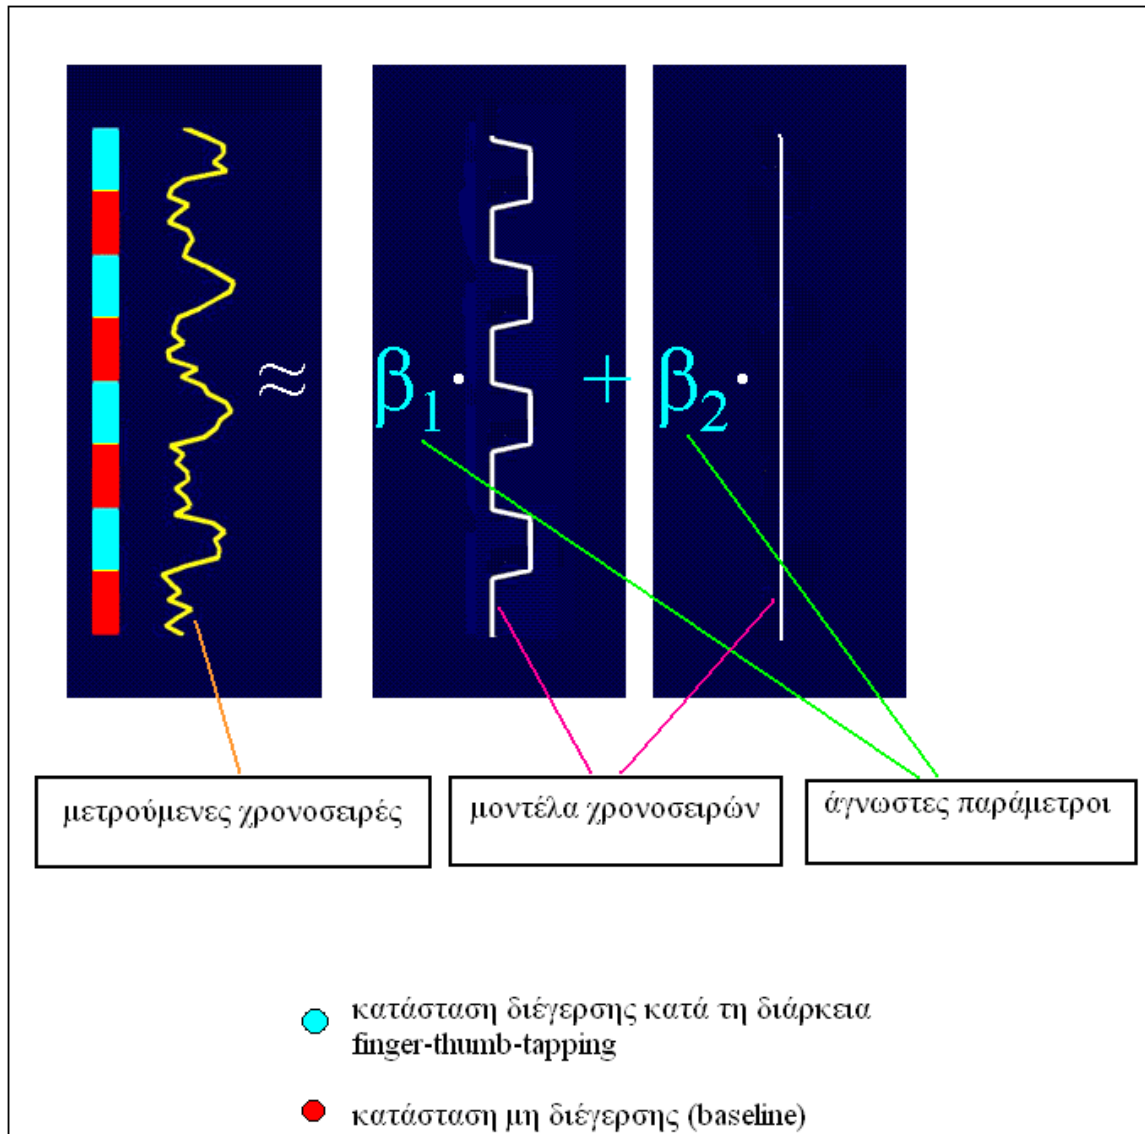 ≈ β1 · + β2 ·
μετρούμενες χρονοσειρές
μοντέλα χρονοσειρών
άγνωστες παράμετροι
κατάσταση διέγερσης κατά τη διάρκεια
finger-thumb-tapping
κατάσταση μη διέγερσης (baseline)